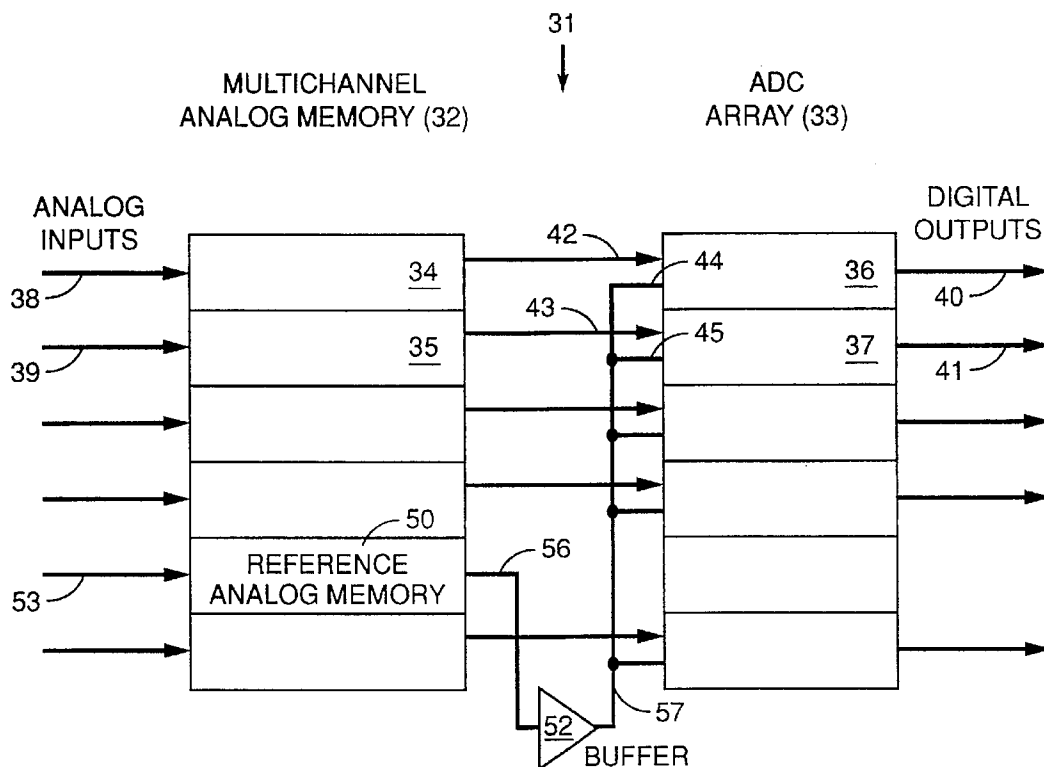 31
MULTICHANNEL
ANALOG MEMORY (32)
ADC
ARRAY (33)
ANALOG
INPUTS
DIGITAL
OUTPUTS
38
34
42
44
36
40
39
35
43
45
37
41
50
53
REFERENCE
ANALOG MEMORY
56
52
BUFFER
57